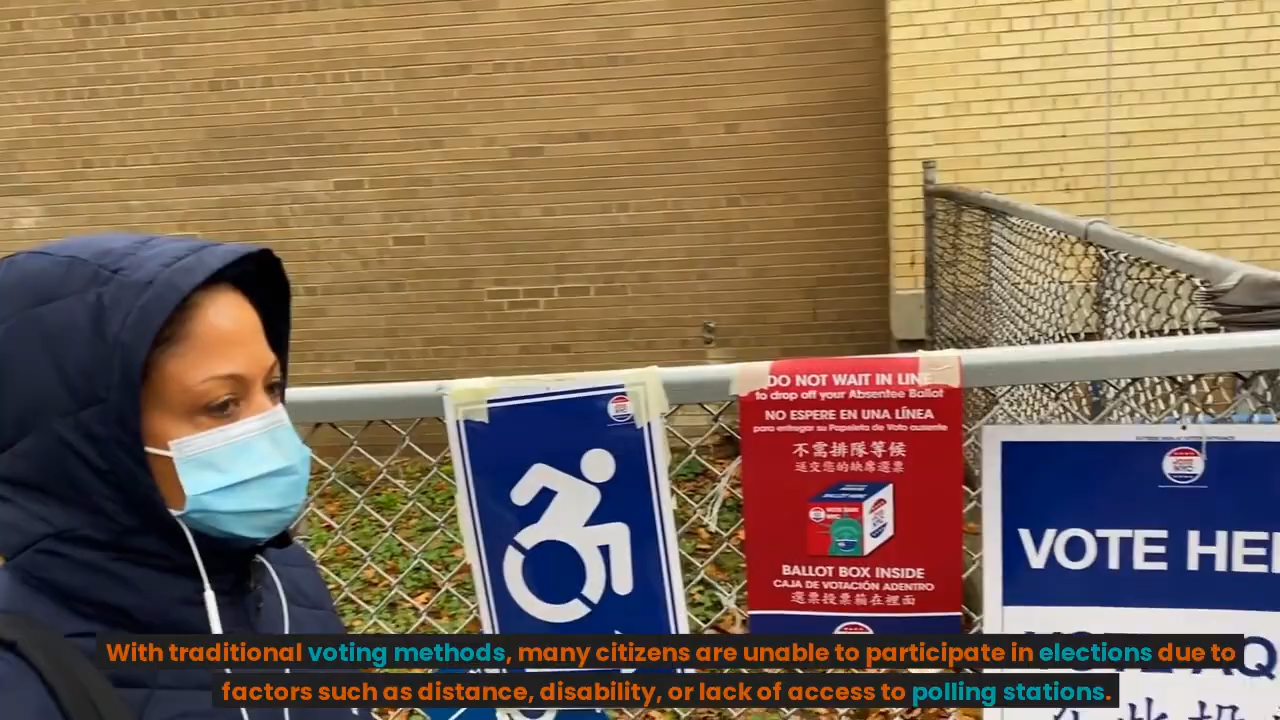 DO NOT WAIT IN LINE
to drop off your Absentee Ballot
NO ESPERE EN UNA LÍNEA
para entregar su Papeleta de Voto ausente
不需排隊等候
送交您的缺席選票
BALLOT BOX INSIDE
CAJA DE VOTACIÓN ADENTRO
選票投票箱在裡面
VOTE
With traditional voting methods, many citizens are unable to participate in elections due to
factors such as distance, disability, or lack of access to polling stations.